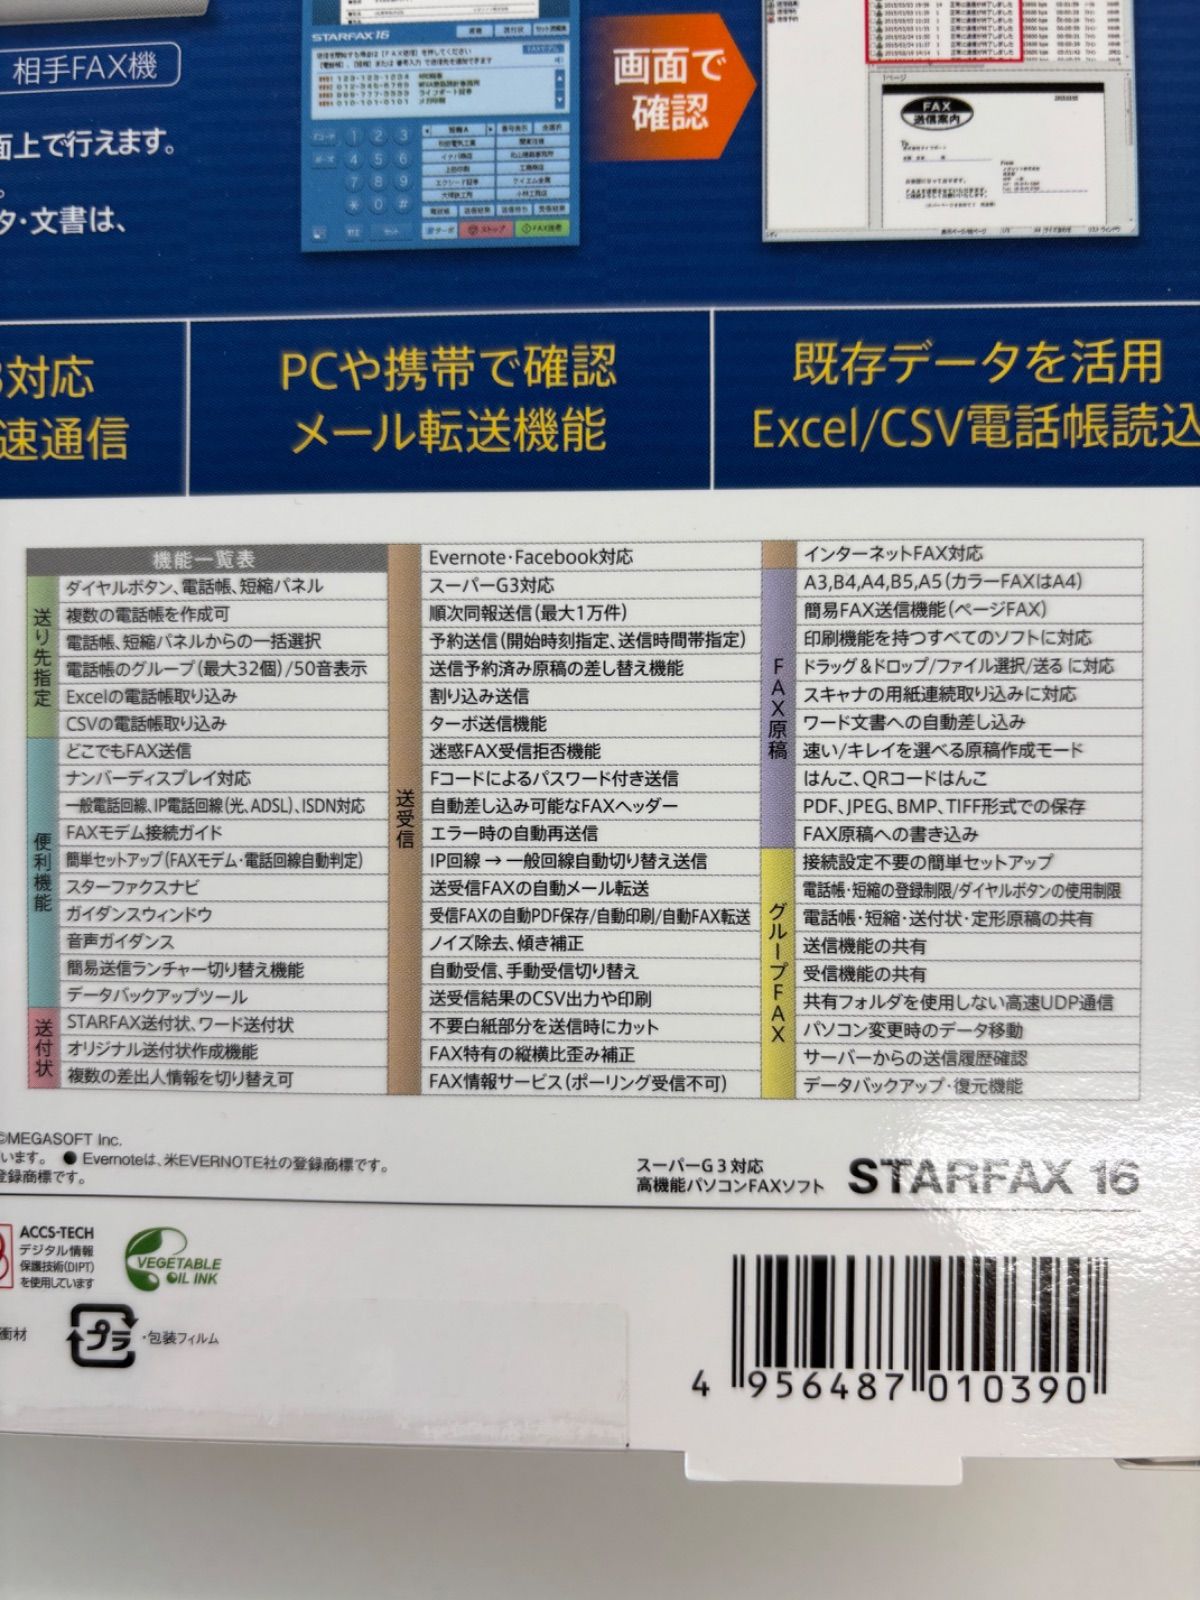 相手FAX機
面上で行えます。
タ・文書は、
STARFAX 16
画面で
確認
FAX
送信案内
対応
速通信
PCや携帯で確認
メール転送機能
既存データを活用
Excel/CSV電話帳読込
機能一覧表
送り先指定
ダイヤルボタン、電話帳、短縮パネル
複数の電話帳を作成可
電話帳、短縮パネルからの一括選択
電話帳のグループ(最大32個)/50音表示
Excelの電話帳取り込み
CSVの電話帳取り込み
便利機能
どこでもFAX送信
ナンバーディスプレイ対応
一般電話回線、IP電話回線(光、ADSL)、ISDN対応
FAXモデム接続ガイド
簡単セットアップ(FAXモデム・電話回線自動判定)
スターファクスナビ
ガイダンスウィンドウ
音声ガイダンス
簡易送信ランチャー切り替え機能
データバックアップツール
送付状
STARFAX送付状、ワード送付状
オリジナル送付状作成機能
複数の差出人情報を切り替え可
送受信
Evernote・Facebook対応
スーパーG3対応
順次同報送信(最大1万件)
予約送信(開始時刻指定、送信時間帯指定)
送信予約済み原稿の差し替え機能
割り込み送信
ターボ送信機能
迷惑FAX受信拒否機能
Fコードによるパスワード付き送信
自動差し込み可能なFAXヘッダー
エラー時の自動再送信
IP回線→一般回線自動切り替え送信
送受信FAXの自動メール転送
受信FAXの自動PDF保存/自動印刷/自動FAX転送
ノイズ除去、傾き補正
自動受信、手動受信切り替え
送受信結果のCSV出力や印刷
不要白紙部分を送信時にカット
FAX特有の縦横比歪み補正
FAX情報サービス(ポーリング受信不可)
インターネットFAX対応
FAX原稿
A3,B4,A4,B5,A5(カラーFAXはA4)
簡易FAX送信機能(ページFAX)
印刷機能を持つすべてのソフトに対応
ドラッグ&ドロップ/ファイル選択/送る に対応
スキャナの用紙連続取り込みに対応
ワード文書への自動差し込み
速い/キレイを選べる原稿作成モード
はんこ、QRコードはんこ
PDF、JPEG、BMP、TIFF形式での保存
FAX原稿への書き込み
グループFAX
接続設定不要の簡単セットアップ
電話帳・短縮の登録制限/ダイヤルボタンの使用制限
電話帳・短縮・送付状・定形原稿の共有
送信機能の共有
受信機能の共有
共有フォルダを使用しない高速UDP通信
パソコン変更時のデータ移動
サーバーからの送信履歴確認
データバックアップ・復元機能
©MEGASOFT Inc.
います。 ● Evernoteは、米EVERNOTE社の登録商標です。
登録商標です。
スーパーG3対応
高機能パソコンFAXソフト
STARFAX 16
ACCS-TECH
デジタル情報
保護技術(DIPT)
を使用しています
VEGETABLE
OIL INK
衝材
プラ
・包装フィルム
4 956487 010390